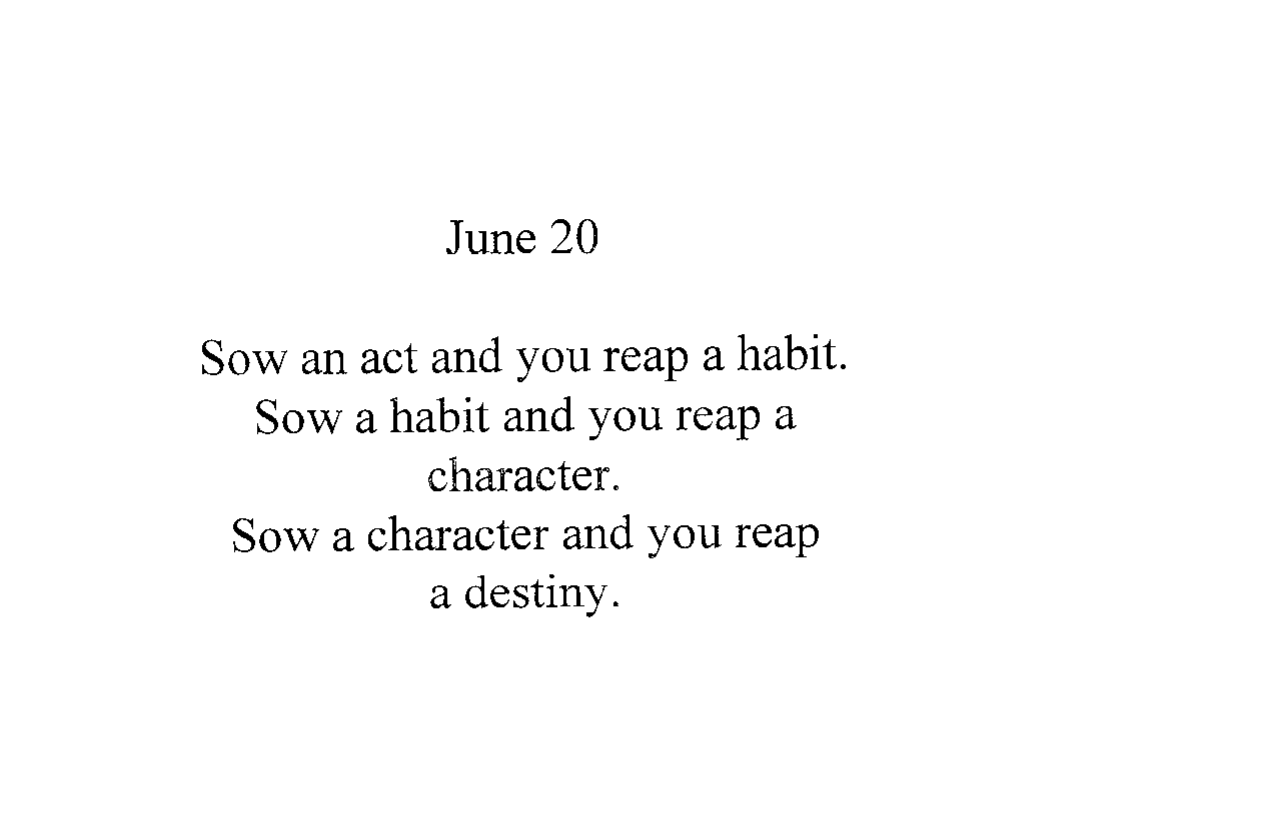 June 20
Sow an act and you reap a habit.
Sow a habit and you reap a
character.
Sow a character and you reap
a destiny.